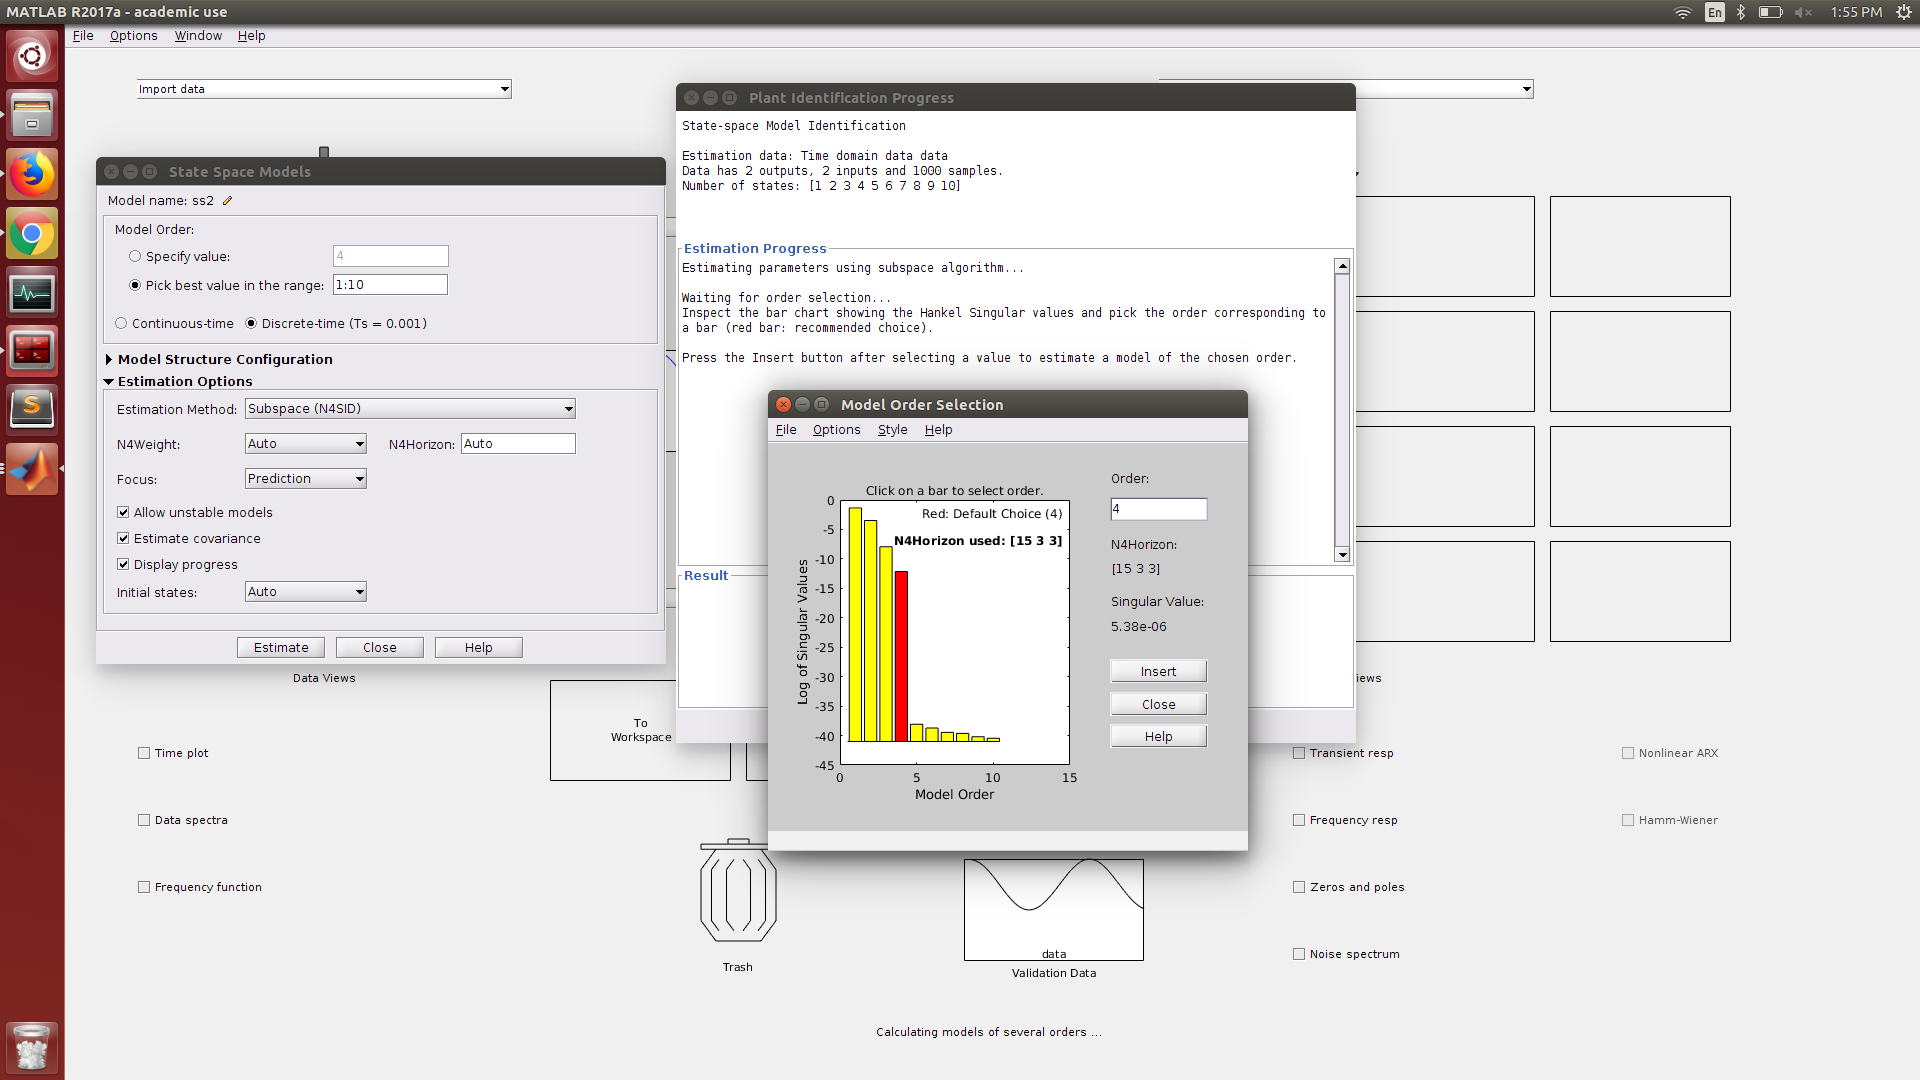 MATLAB R2017a - academic use
En
1:55 PM
File Options Window Help
Import data
Plant Identification Progress
State-space Model Identification
Estimation data: Time domain data data
Data has 2 outputs, 2 inputs and 1000 samples.
Number of states: [1 2 3 4 5 6 7 8 9 10]
Estimation Progress
Estimating parameters using subspace algorithm...
Waiting for order selection...
Inspect the bar chart showing the Hankel Singular values and pick the order corresponding to
a bar (red bar: recommended choice).
Press the Insert button after selecting a value to estimate a model of the chosen order.
Result
State Space Models
Model name: ss2
Model Order:
Specify value: 4
Pick best value in the range: 1:10
Continuous-time Discrete-time (Ts = 0.001)
Model Structure Configuration
Estimation Options
Estimation Method: Subspace (N4SID)
N4Weight: Auto N4Horizon: Auto
Focus: Prediction
Allow unstable models
Estimate covariance
Display progress
Initial states: Auto
Estimate Close Help
Model Order Selection
File Options Style Help
Click on a bar to select order.
Red: Default Choice (4)
N4Horizon used: [15 3 3]
Log of Singular Values
0
-5
-10
-15
-20
-25
-30
-35
-40
-45
0 5 10 15
Model Order
Order:
4
N4Horizon:
[15 3 3]
Singular Value:
5.38e-06
Insert
Close
Help
Data Views
iews
To
Workspace
Time plot
Data spectra
Frequency function
Transient resp
Frequency resp
Zeros and poles
Noise spectrum
Nonlinear ARX
Hamm-Wiener
Trash
data
Validation Data
Calculating models of several orders ...